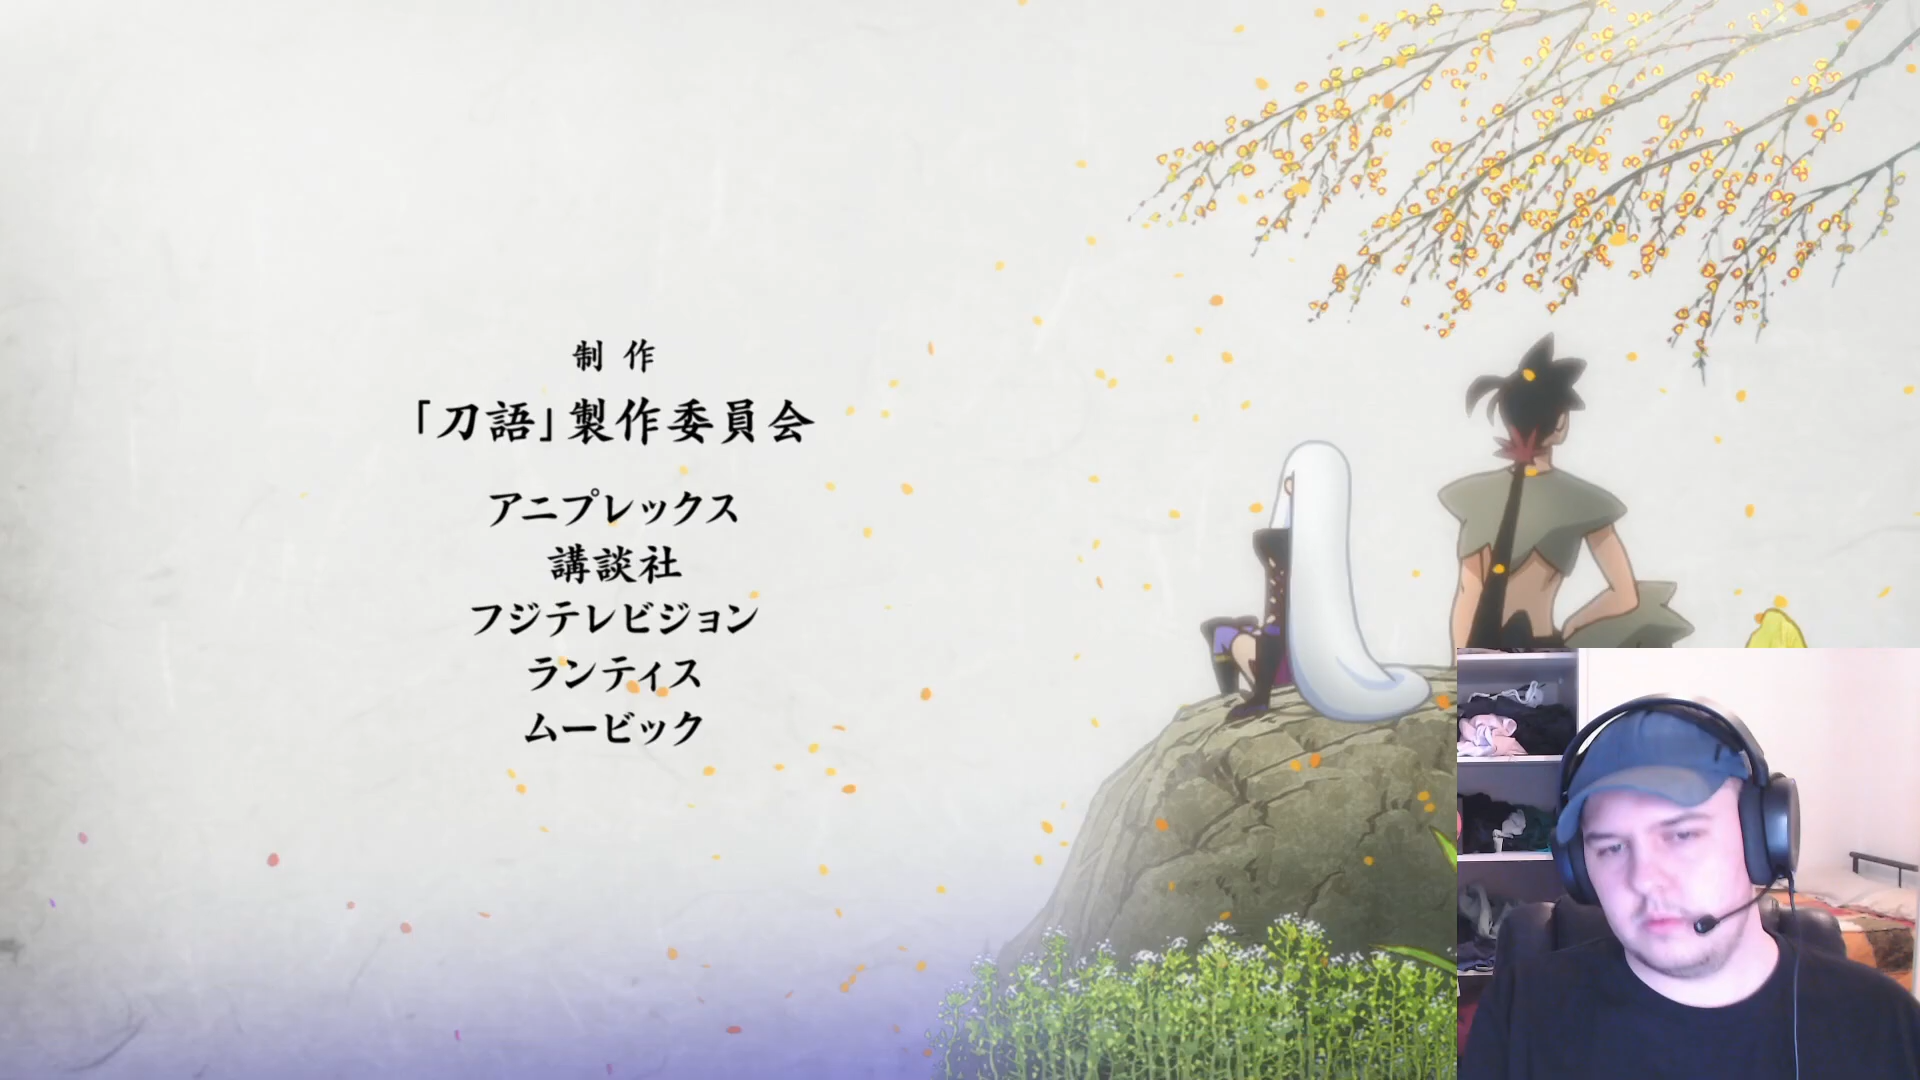 制作
「刀語」製作委員会
アニプレックス
講談社
フジテレビジョン
ランティス
ムービック